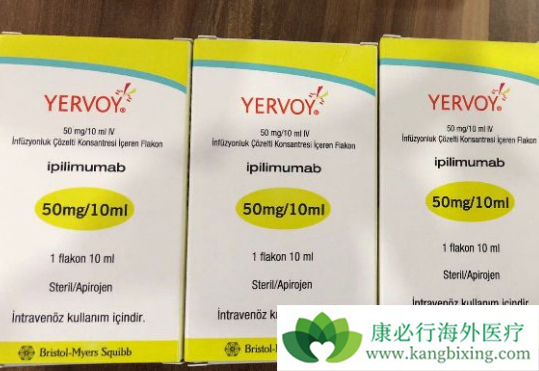 YERVOY®
50 mg/10 ml IV
İnfüzyonluk Çözelti Konsantresi İçeren Flakon
ipilimumab
50mg/10ml
1 flakon 10 ml
Steril/Apirojen
İntravenöz kullanım içindir.
Bristol-Myers Squibb
YERVOY®
50 mg/10 ml IV
İnfüzyonluk Çözelti Konsantresi İçeren Flakon
ipilimumab
50mg/10ml
1 flakon 10 ml
Steril/Apirojen
İntravenöz
Bristol-My
YERVOY®
50 mg/10 ml IV
İnfüzyonluk Çözelti Konsantresi İçeren Flakon
ipilimumab
50mg/10ml
1 flakon 10 ml
Steril/Apirojen
İntravenöz kullanım içindir.
康必行海外医疗
www.kangbixing.com